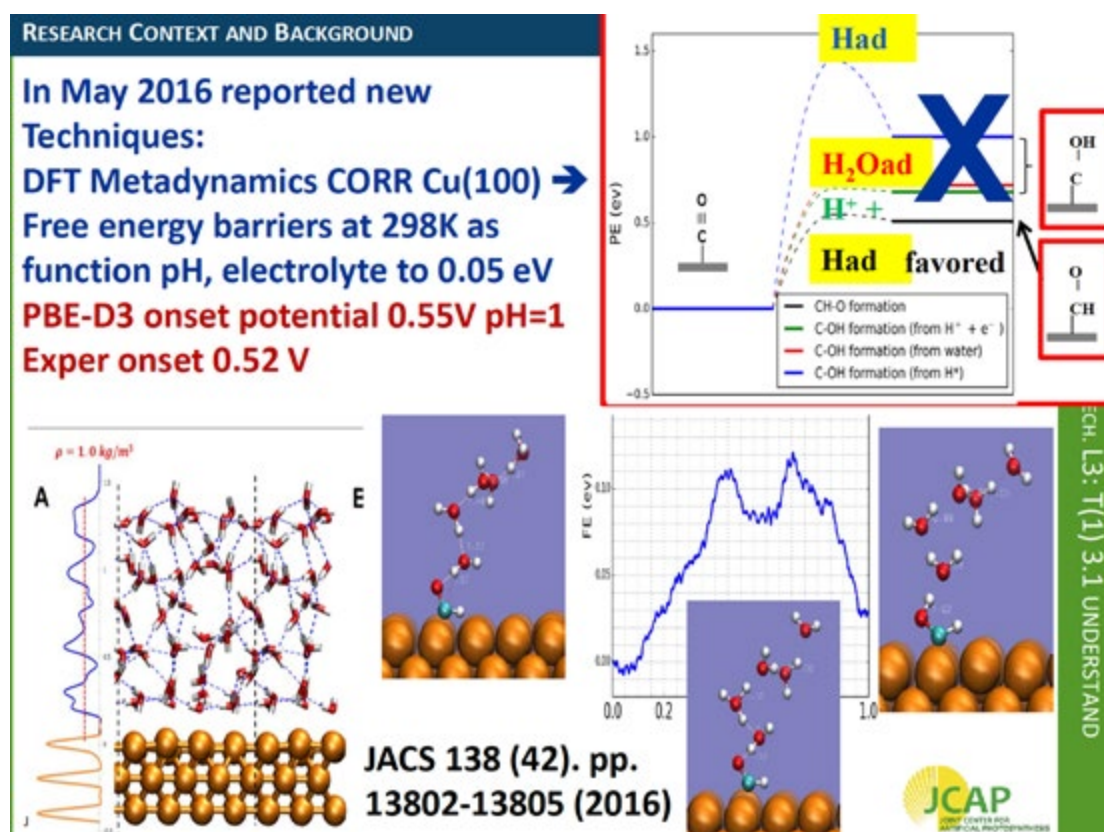 RESEARCH CONTEXT AND BACKGROUND
In May 2016 reported new
Techniques:
DFT Metadynamics CORR Cu(100) ➔
Free energy barriers at 298K as
function pH, electrolyte to 0.05 eV
PBE-D3 onset potential 0.55V pH=1
Exper onset 0.52 V
Had
1.5
1.0
0.5
0.0
−0.5
PE (ev)
X
H₂Oad
H⁺ +
Had favored
O
C
OH
C
O
CH
CH-O formation
C-OH formation (from H⁺ + e⁻)
C-OH formation (from water)
C-OH formation (from H*)
ρ = 1.0 kg/m³
A
E
J
FE (ev)
0.10
0.05
0.00
0.0
0.2
1.0
JACS 138 (42). pp.
13802-13805 (2016)
ECH. L3: T(1) 3.1 UNDERSTAND
JCAP
JOINT CENTER FOR
ARTIFICIAL PHOTOSYNTHESIS